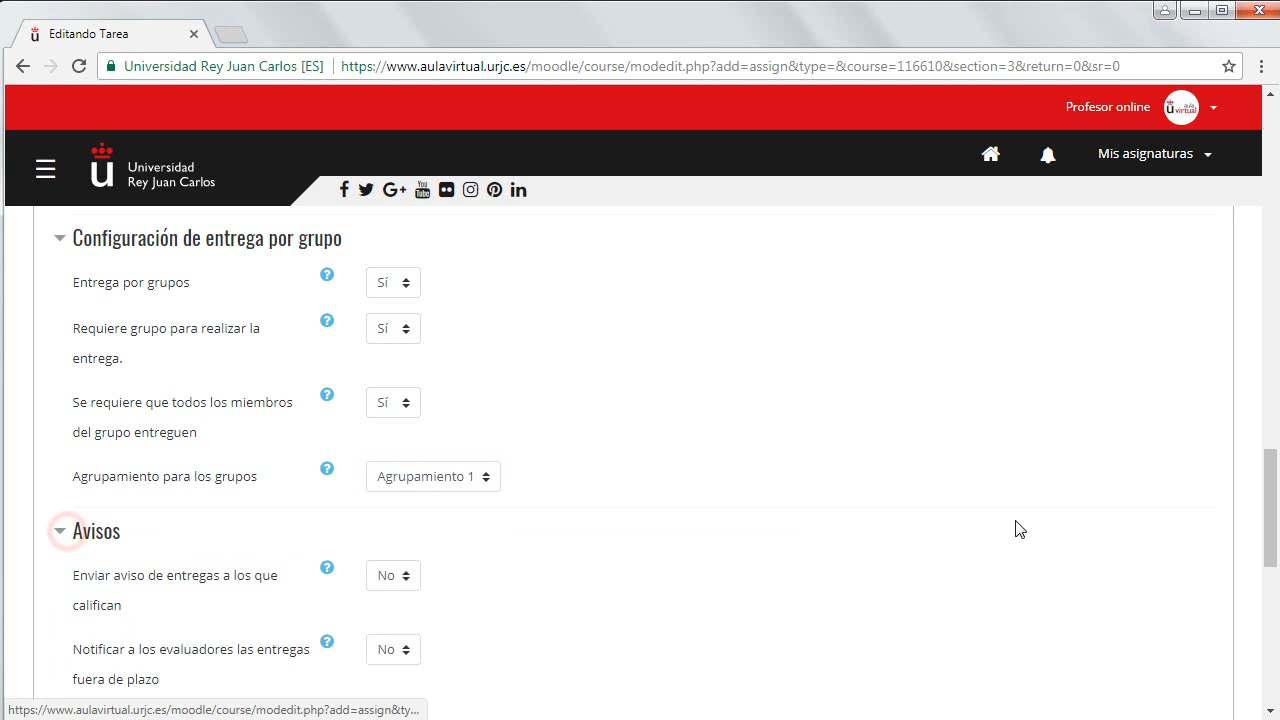 Editando Tarea
Universidad Rey Juan Carlos [ES]
https://www.aulavirtual.urjc.es/moodle/course/modedit.php?add=assign&type=&course=116610&section=3&return=0&sr=0
Profesor online
aula
virtual
Universidad
Rey Juan Carlos
Mis asignaturas
You
Tube
Configuración de entrega por grupo
Entrega por grupos
Sí
Requiere grupo para realizar la
entrega.
Sí
Se requiere que todos los miembros
del grupo entreguen
Sí
Agrupamiento para los grupos
Agrupamiento 1
Avisos
Enviar aviso de entregas a los que
califican
No
Notificar a los evaluadores las entregas
fuera de plazo
No
https://www.aulavirtual.urjc.es/moodle/course/modedit.php?add=assign&ty...